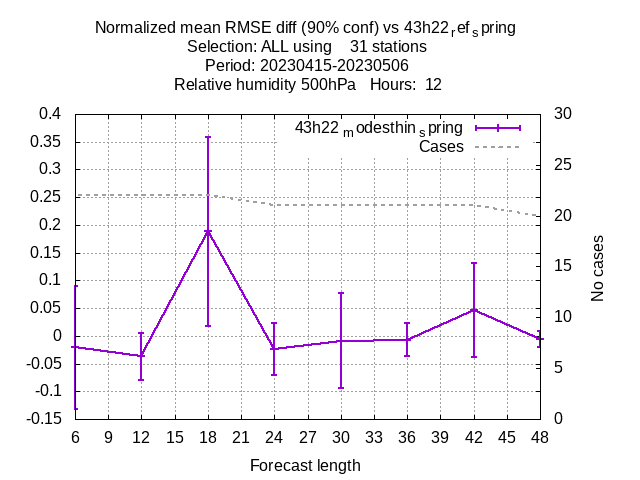 Normalized mean RMSE diff (90% conf) vs 43h22ref spring
Selection: ALL using 31 stations
Period: 20230415-20230506
Relative humidity 500hPa Hours: 12
43h22modesthinspring
Cases
0.4
0.35
0.3
0.25
0.2
0.15
0.1
0.05
0
-0.05
-0.1
-0.15
30
25
20
15
10
5
0
No cases
6 9 12 15 18 21 24 27 30 33 36 39 42 45 48
Forecast length